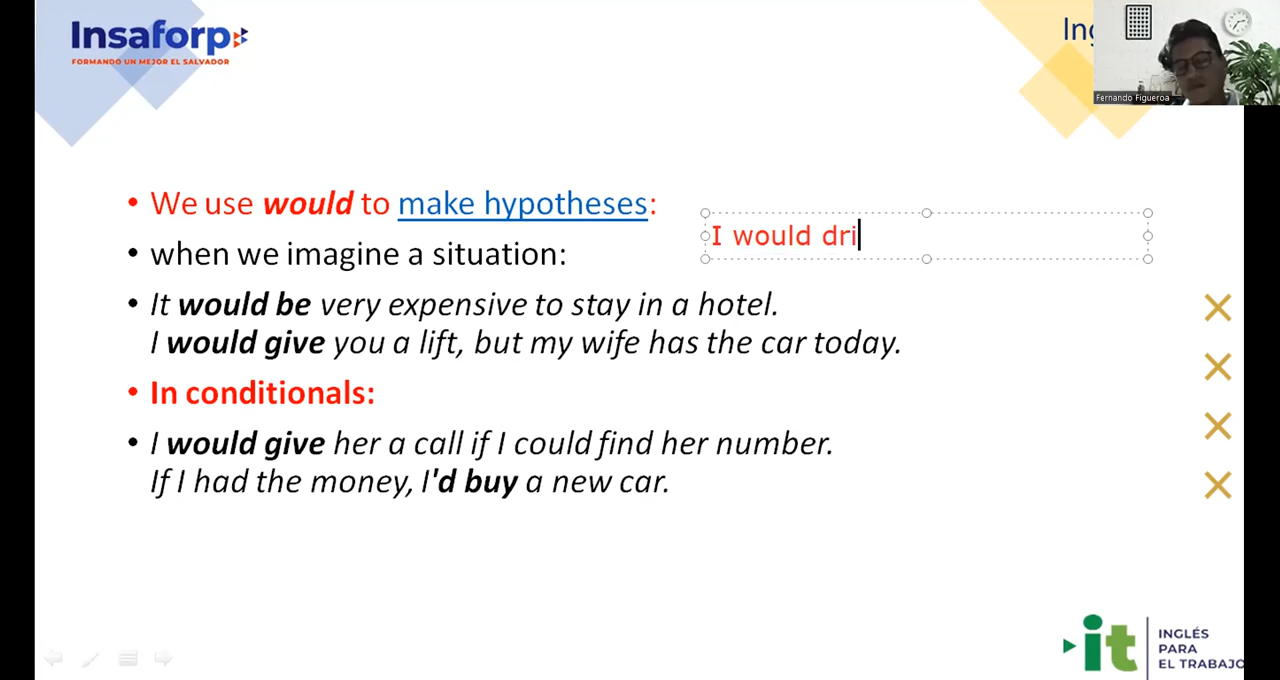 Insaforp
FORMANDO UN MEJOR EL SALVADOR
Fernando Figueroa
• We use would to make hypotheses:
I would dri
• when we imagine a situation:
• It would be very expensive to stay in a hotel.
I would give you a lift, but my wife has the car today.
• In conditionals:
• I would give her a call if I could find her number.
If I had the money, I'd buy a new car.
it
INGLÉS
PARA
EL TRABAJO